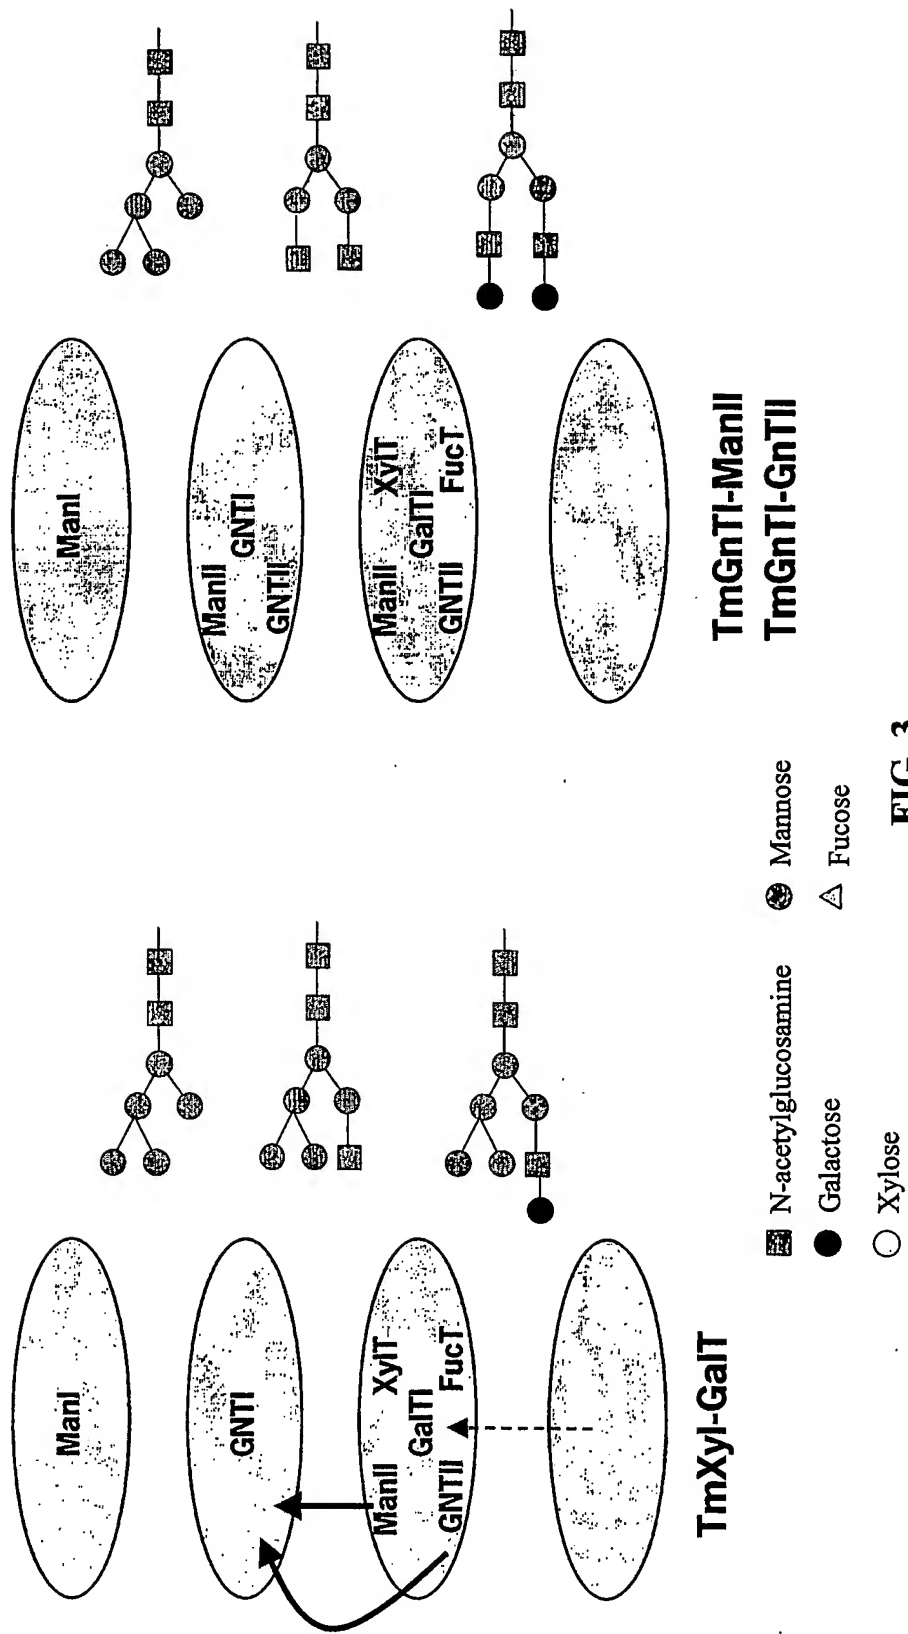 ManI
GNTI
ManII
XylT
GalTI
GNTII
FucT
TmXyl-GalT
ManI
ManII
GNTI
GNTII
ManII
XylT
GalTI
GNTII
FucT
TmGnTI-ManII
TmGnTI-GnTII
N-acetylglucosamine
Mannose
Galactose
Fucose
Xylose
FIG. 3